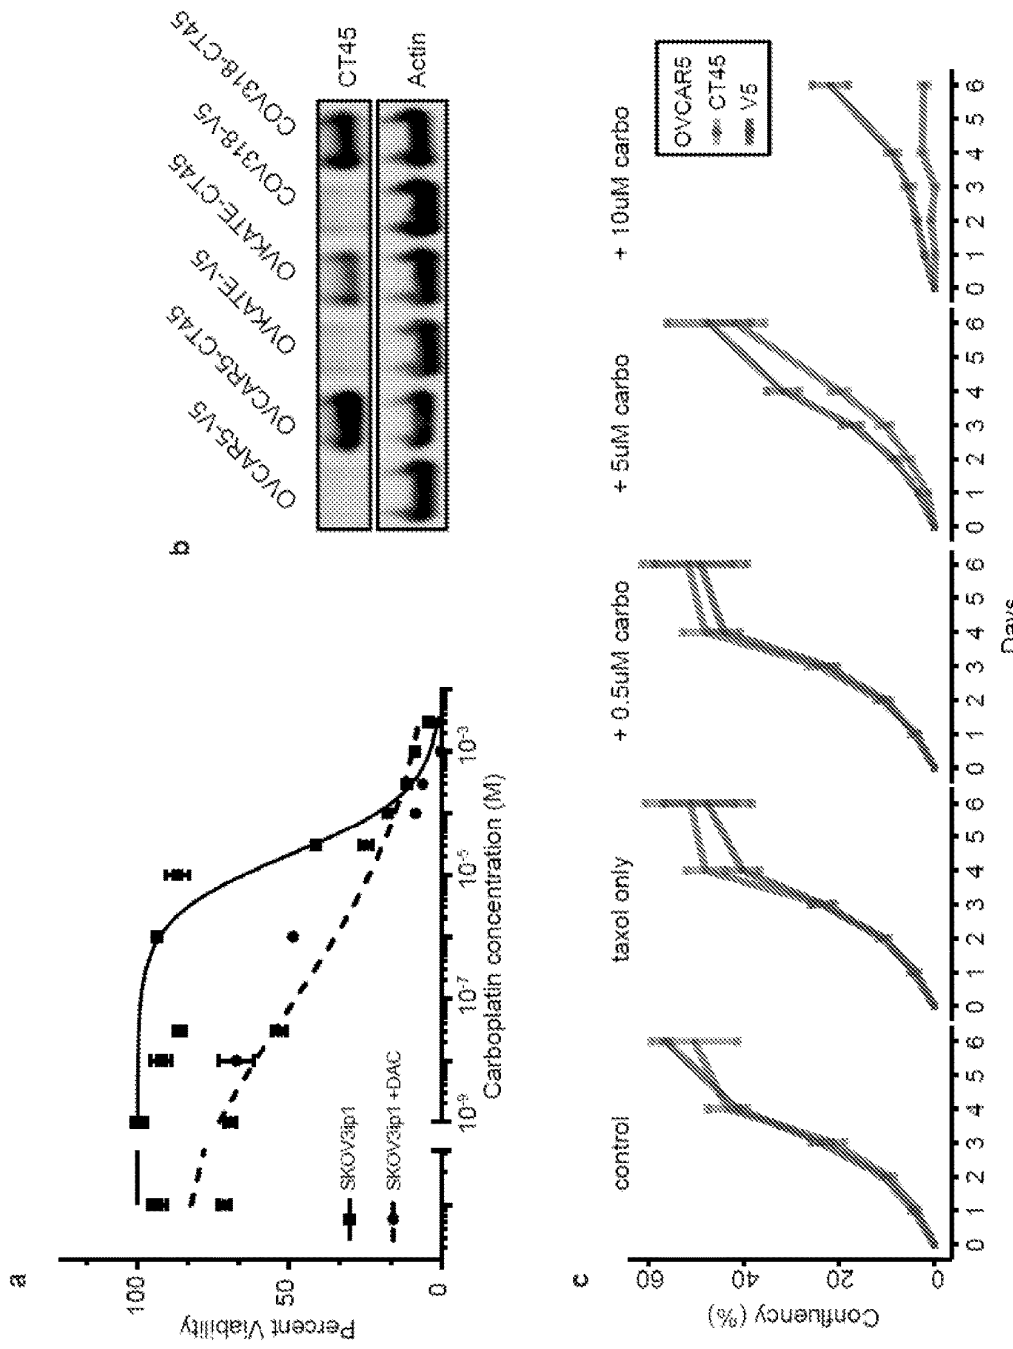 a
Percent Viability
100
50
0
SKOV3ip1
SKOV3ip1 +DAC
10⁻⁹
10⁻⁷
10⁻⁵
10⁻³
Carboplatin concentration (M)
b
OVCAR5-V5
OVCAR5-CT45
OVKATE-V5
OVKATE-CT45
COV318-V5
COV318-CT45
CT45
Actin
c
Confluency (%)
60
40
20
0
control
0 1 2 3 4 5 6
taxol only
0 1 2 3 4 5 6
+ 0.5uM carbo
0 1 2 3 4 5 6
+ 5uM carbo
0 1 2 3 4 5 6
+ 10uM carbo
0 1 2 3 4 5 6
Days
OVCAR5
CT45
V5